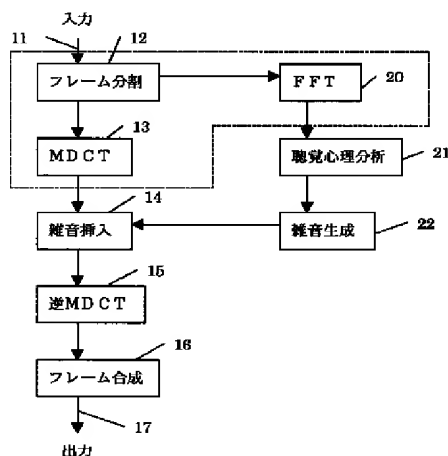 入力
11
12
フレーム分割
FFT
20
13
MDCT
聴覚心理分析
21
14
雑音挿入
雑音生成
22
15
逆MDCT
16
フレーム合成
17
出力